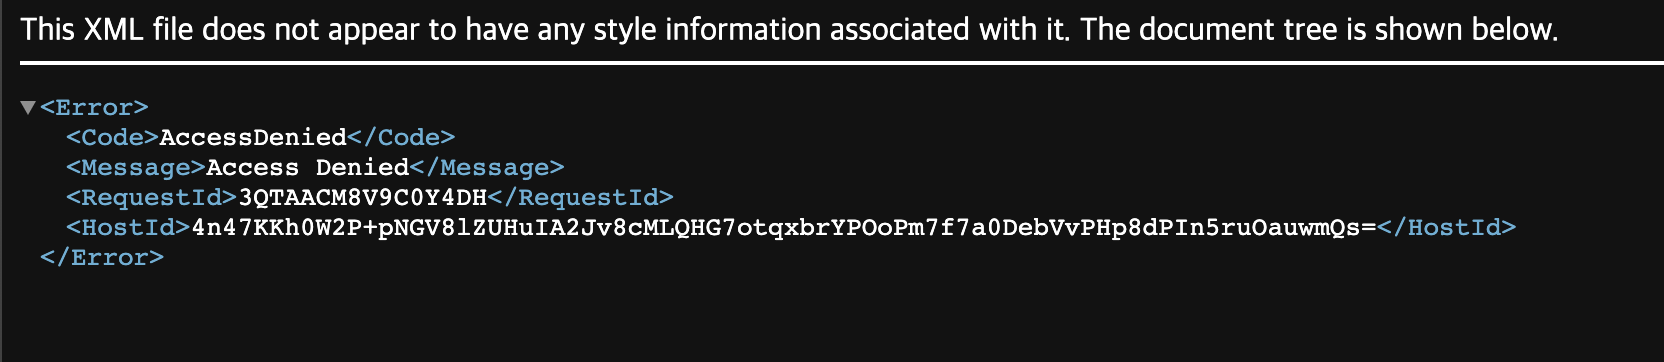 This XML file does not appear to have any style information associated with it. The document tree is shown below.
▼<Error>
<Code>AccessDenied</Code>
<Message>Access Denied</Message>
<RequestId>3QTAACM8V9C0Y4DH</RequestId>
<HostId>4n47KKh0W2P+pNGV8lZUHuIA2Jv8cMLQHG7otqxbrYPOoPm7f7a0DebVvPHp8dPIn5ruOauwmQs=</HostId>
</Error>